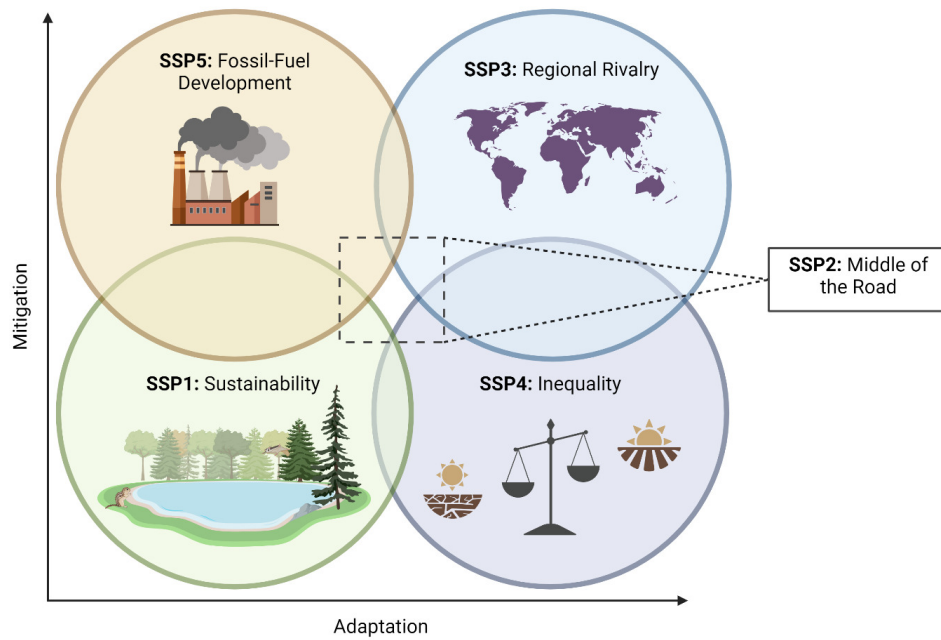 SSP5: Fossil-Fuel
Development
SSP3: Regional Rivalry
SSP2: Middle of
the Road
SSP1: Sustainability
SSP4: Inequality
Mitigation
Adaptation